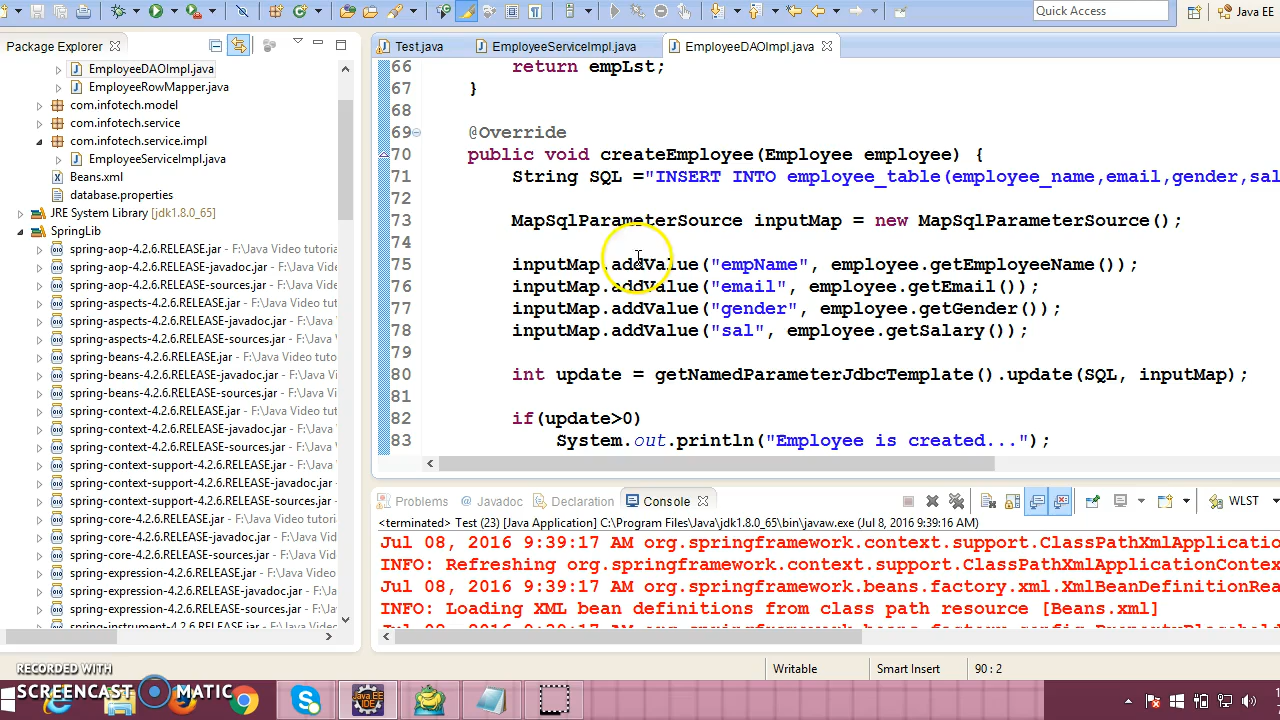 Quick Access
Java EE
Package Explorer
Test.java
EmployeeServiceImpl.java
EmployeeDAOImpl.java
EmployeeDAOImpl.java
EmployeeRowMapper.java
com.infotech.model
com.infotech.service
com.infotech.service.impl
EmployeeServiceImpl.java
Beans.xml
database.properties
JRE System Library [jdk1.8.0_65]
SpringLib
spring-aop-4.2.6.RELEASE.jar - F:\Java Video tutoria
spring-aop-4.2.6.RELEASE-javadoc.jar - F:\Java
spring-aop-4.2.6.RELEASE-sources.jar - F:\Java
spring-aspects-4.2.6.RELEASE.jar - F:\Java Video
spring-aspects-4.2.6.RELEASE-javadoc.jar - F:\J
spring-aspects-4.2.6.RELEASE-sources.jar - F:\J
spring-beans-4.2.6.RELEASE.jar - F:\Java Video tuto
spring-beans-4.2.6.RELEASE-javadoc.jar - F:\Jav
spring-beans-4.2.6.RELEASE-sources.jar - F:\Jav
spring-context-4.2.6.RELEASE.jar - F:\Java Video
spring-context-4.2.6.RELEASE-javadoc.jar - F:\J
spring-context-4.2.6.RELEASE-sources.jar - F:\J
spring-context-support-4.2.6.RELEASE.jar - F:\J
spring-context-support-4.2.6.RELEASE-javadoc.jar
spring-context-support-4.2.6.RELEASE-sources.jar
spring-core-4.2.6.RELEASE.jar - F:\Java Video tu
spring-core-4.2.6.RELEASE-javadoc.jar - F:\Java
spring-core-4.2.6.RELEASE-sources.jar - F:\Java
spring-expression-4.2.6.RELEASE.jar - F:\Java Vi
spring-expression-4.2.6.RELEASE-javadoc.jar - F:
spring-expression-4.2.6.RELEASE-sources.jar - F:
spring-instrument-4.2.6.RELEASE.jar - F:\Java Vi
66 return empLst;
67 }
68
69 @Override
70 public void createEmployee(Employee employee) {
71 String SQL ="INSERT INTO employee_table(employee_name,email,gender,sal
72
73 MapSqlParameterSource inputMap = new MapSqlParameterSource();
74
75 inputMap.addValue("empName", employee.getEmployeeName());
76 inputMap.addValue("email", employee.getEmail());
77 inputMap.addValue("gender", employee.getGender());
78 inputMap.addValue("sal", employee.getSalary());
79
80 int update = getNamedParameterJdbcTemplate().update(SQL, inputMap);
81
82 if(update>0)
83 System.out.println("Employee is created...");
Problems
Javadoc
Declaration
Console
WLST
<terminated> Test (23) [Java Application] C:\Program Files\Java\jdk1.8.0_65\bin\javaw.exe (Jul 8, 2016 9:39:16 AM)
Jul 08, 2016 9:39:17 AM org.springframework.context.support.ClassPathXmlApplicatio
INFO: Refreshing org.springframework.context.support.ClassPathXmlApplicationContex
Jul 08, 2016 9:39:17 AM org.springframework.beans.factory.xml.XmlBeanDefinitionRea
INFO: Loading XML bean definitions from class path resource [Beans.xml]
Writable
Smart Insert
90 : 2
RECORDED WITH
SCREENCAST MATIC